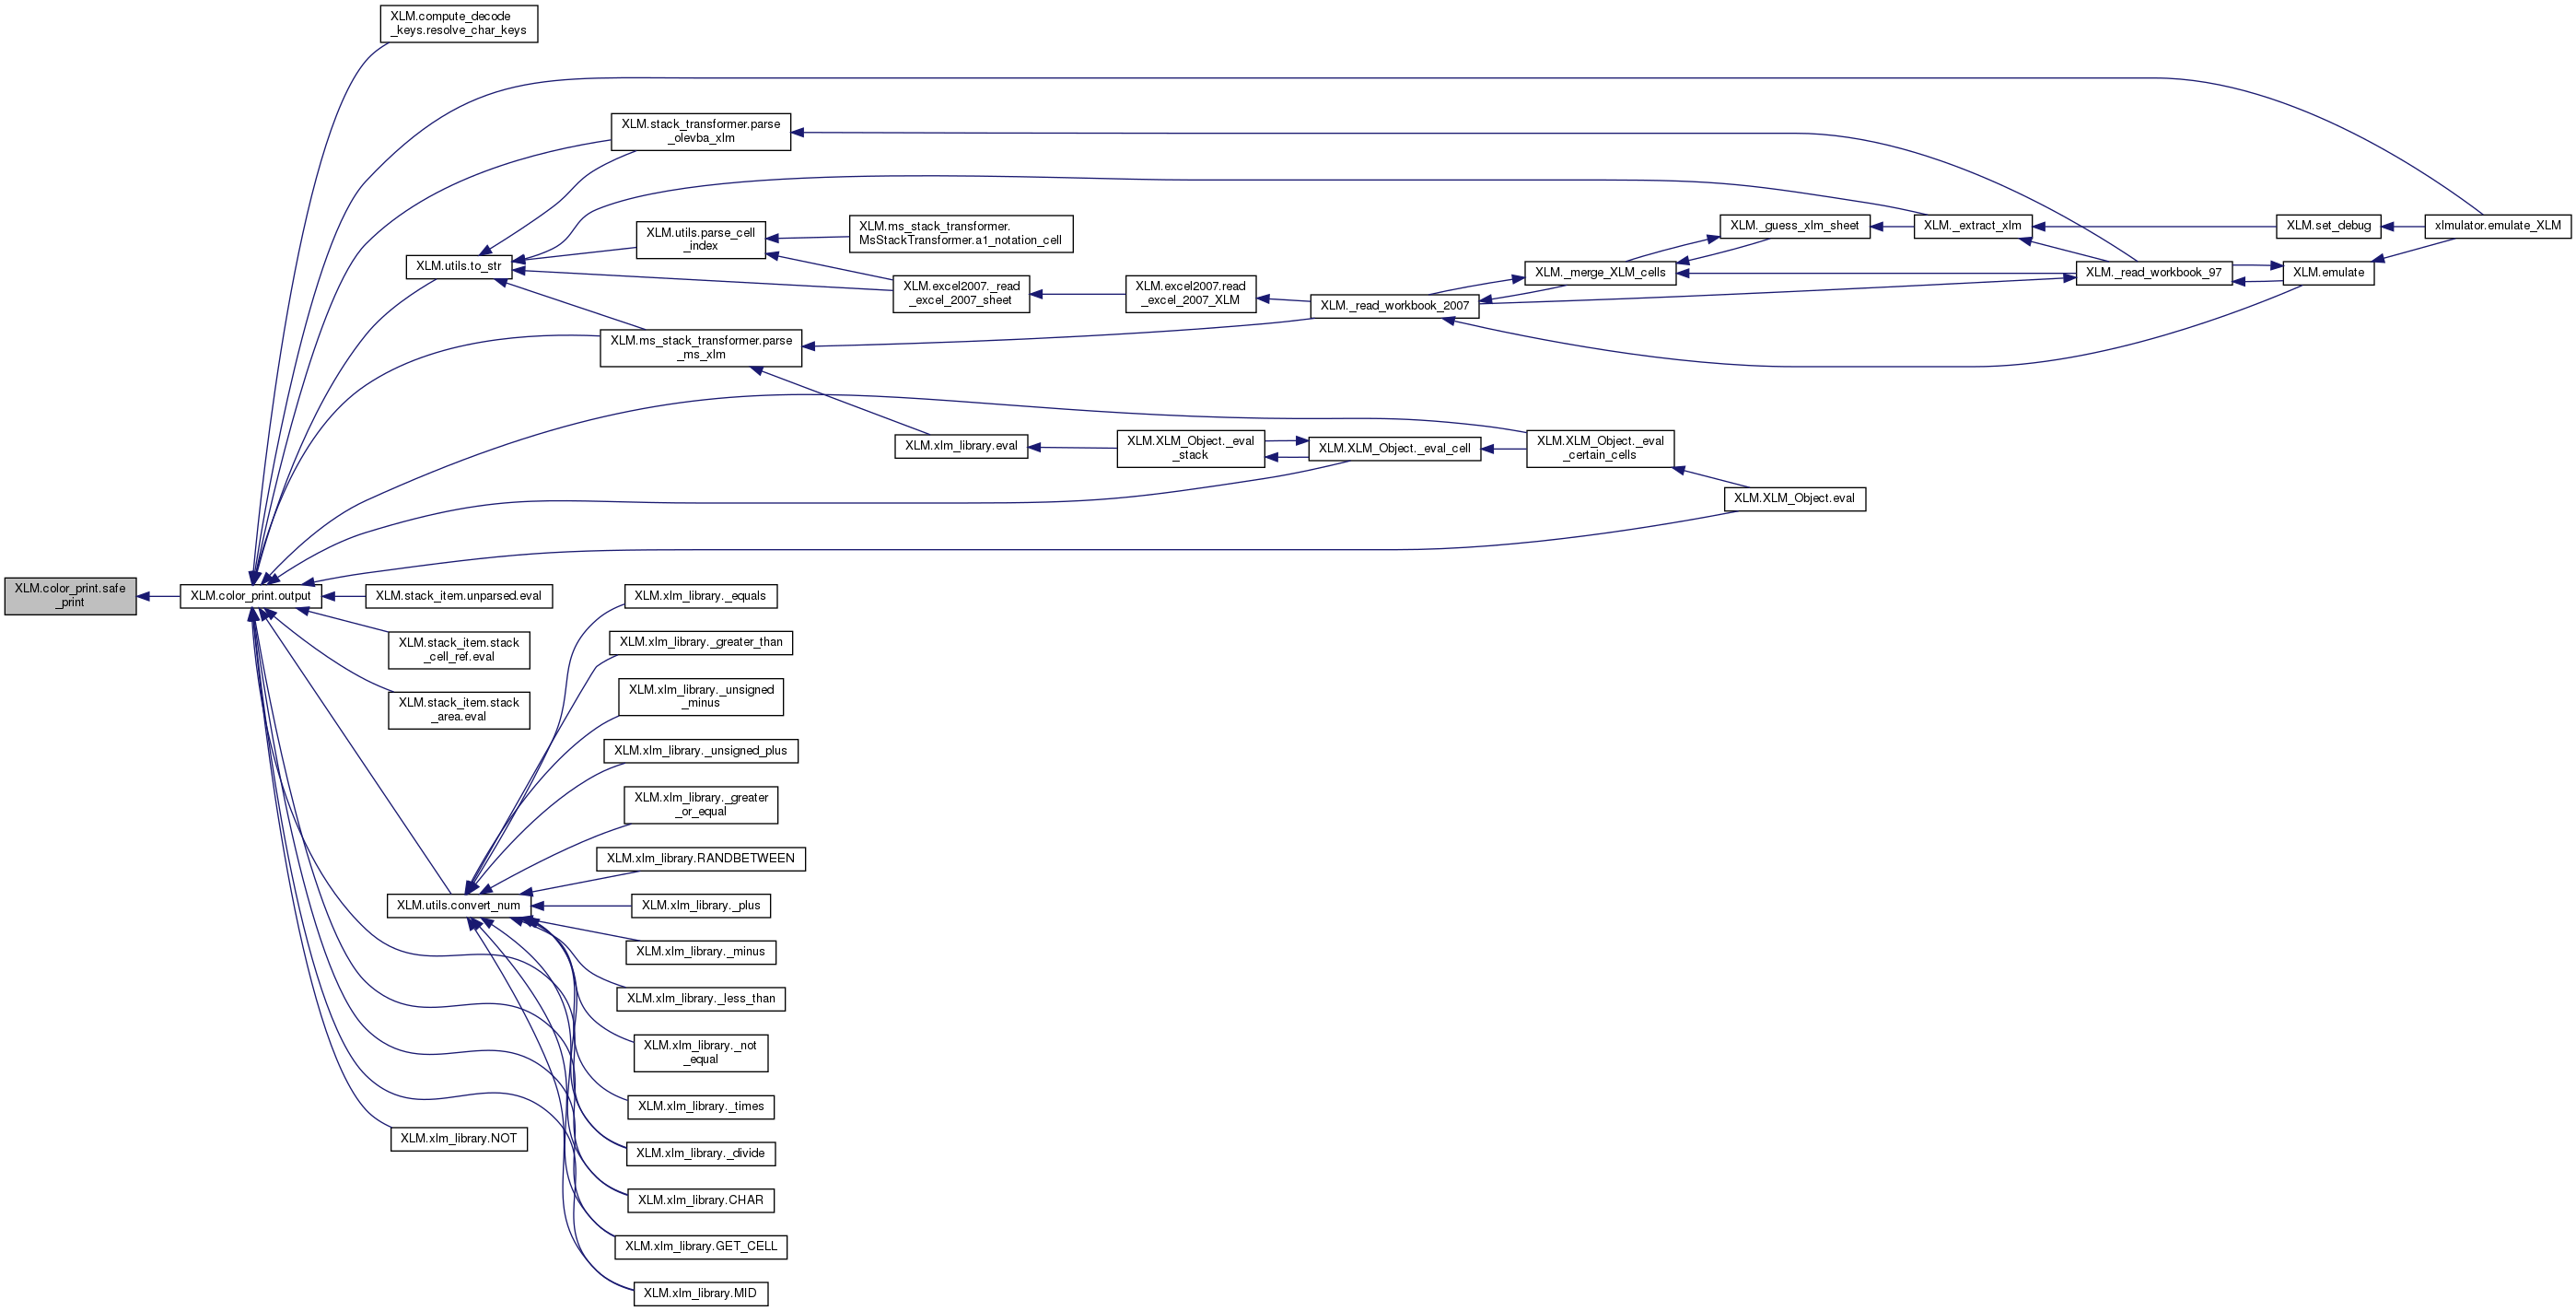 XLM.compute_decode
_keys.resolve_char_keys
XLM.stack_transformer.parse
_olevba_xlm
XLM.utils.parse_cell
_index
XLM.ms_stack_transformer.
MsStackTransformer.a1_notation_cell
XLM._guess_xlm_sheet
XLM._extract_xlm
XLM.set_debug
xlmulator.emulate_XLM
XLM.utils.to_str
XLM.excel2007._read
_excel_2007_sheet
XLM.excel2007.read
_excel_2007_XLM
XLM._read_workbook_2007
XLM._merge_XLM_cells
XLM._read_workbook_97
XLM.emulate
XLM.ms_stack_transformer.parse
_ms_xlm
XLM.xlm_library.eval
XLM.XLM_Object._eval
_stack
XLM.XLM_Object._eval_cell
XLM.XLM_Object._eval
_certain_cells
XLM.XLM_Object.eval
XLM.color_print.safe
_print
XLM.color_print.output
XLM.stack_item.unparsed.eval
XLM.stack_item.stack
_cell_ref.eval
XLM.stack_item.stack
_area.eval
XLM.xlm_library._equals
XLM.xlm_library._greater_than
XLM.xlm_library._unsigned
_minus
XLM.xlm_library._unsigned_plus
XLM.xlm_library._greater
_or_equal
XLM.xlm_library.RANDBETWEEN
XLM.utils.convert_num
XLM.xlm_library._plus
XLM.xlm_library._minus
XLM.xlm_library._less_than
XLM.xlm_library._not
_equal
XLM.xlm_library._times
XLM.xlm_library.NOT
XLM.xlm_library._divide
XLM.xlm_library.CHAR
XLM.xlm_library.GET_CELL
XLM.xlm_library.MID